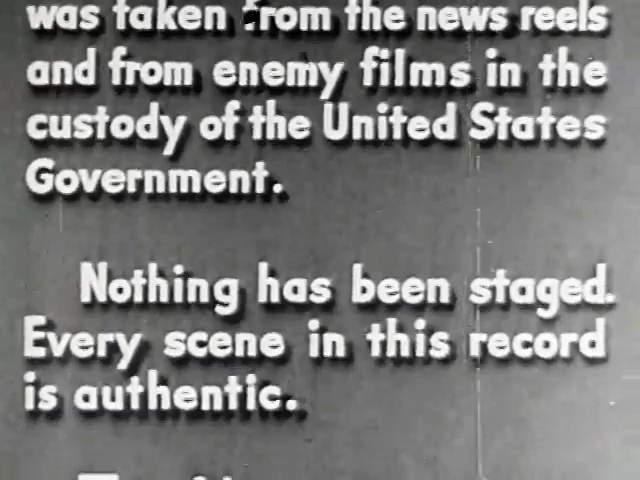 was taken from the news reels
and from enemy films in the
custody of the United States
Government.
Nothing has been staged.
Every scene in this record
is authentic.